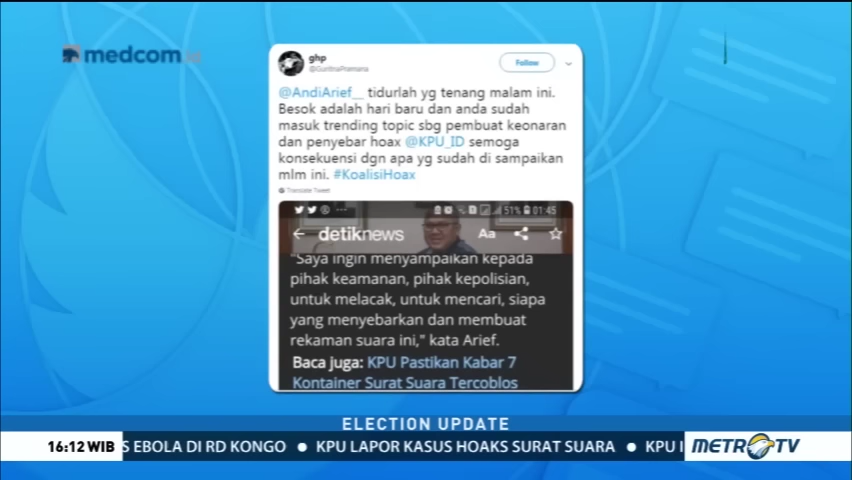 medcom.id
ghp
@GunthaPramana
Follow
@AndiArief__ tidurlah yg tenang malam ini.
Besok adalah hari baru dan anda sudah
masuk trending topic sbg pembuat keonaran
dan penyebar hoax @KPU_ID semoga
konsekuensi dgn apa yg sudah di sampaikan
mlm ini. #KoalisiHoax
Translate Tweet
51% 01:45
detiknews Aa
"Saya ingin menyampaikan kepada
pihak keamanan, pihak kepolisian,
untuk melacak, untuk mencari, siapa
yang menyebarkan dan membuat
rekaman suara ini," kata Arief.
Baca juga: KPU Pastikan Kabar 7
Kontainer Surat Suara Tercoblos
ELECTION UPDATE
16:12 WIB S EBOLA DI RD KONGO ● KPU LAPOR KASUS HOAKS SURAT SUARA ● KPU METRO TV